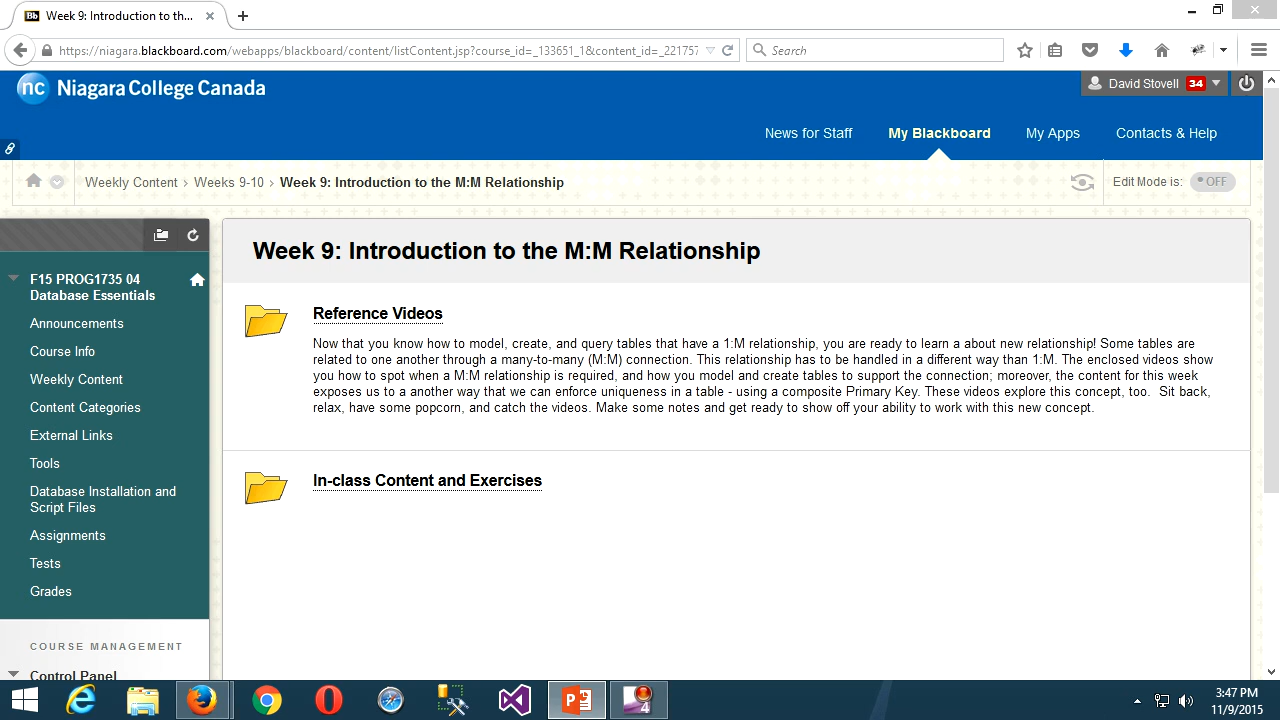 Week 9: Introduction to th...
https://niagara.blackboard.com/webapps/blackboard/content/listContent.jsp?course_id=_133651_1&content_id=_221757
Search
nc Niagara College Canada
David Stovell 34
News for Staff My Blackboard My Apps Contacts & Help
Weekly Content > Weeks 9-10 > Week 9: Introduction to the M:M Relationship
Edit Mode is: OFF
F15 PROG1735 04
Database Essentials
Announcements
Course Info
Weekly Content
Content Categories
External Links
Tools
Database Installation and
Script Files
Assignments
Tests
Grades
COURSE MANAGEMENT
Control Panel
Week 9: Introduction to the M:M Relationship
Reference Videos
Now that you know how to model, create, and query tables that have a 1:M relationship, you are ready to learn a about new relationship! Some tables are
related to one another through a many-to-many (M:M) connection. This relationship has to be handled in a different way than 1:M. The enclosed videos show
you how to spot when a M:M relationship is required, and how you model and create tables to support the connection; moreover, the content for this week
exposes us to a another way that we can enforce uniqueness in a table - using a composite Primary Key. These videos explore this concept, too.  Sit back,
relax, have some popcorn, and catch the videos. Make some notes and get ready to show off your ability to work with this new concept.
In-class Content and Exercises
3:47 PM
11/9/2015